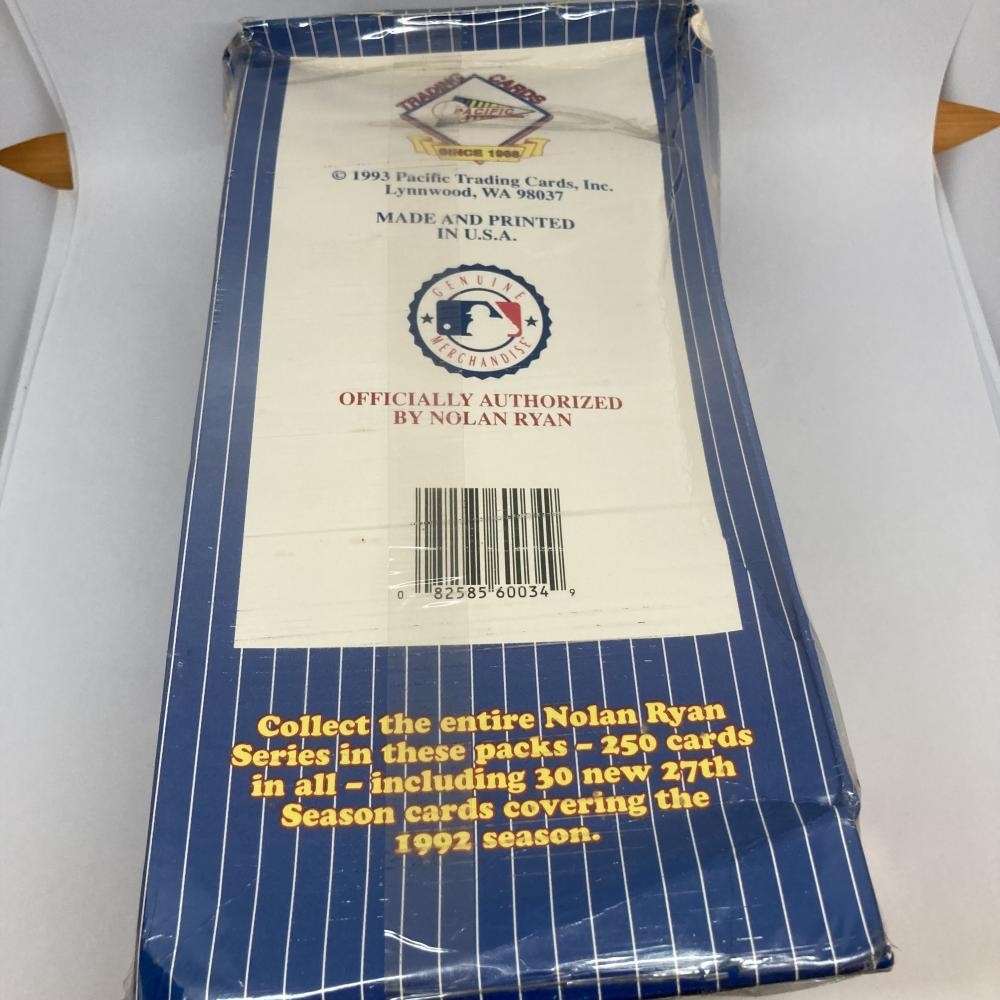 TRADING CARDS
PACIFIC
SINCE 1968
© 1993 Pacific Trading Cards, Inc.
Lynnwood, WA 98037
MADE AND PRINTED
IN U.S.A.
GENUINE
MERCHANDISE
OFFICIALLY AUTHORIZED
BY NOLAN RYAN
0 82585 60034 9
Collect the entire Nolan Ryan
Series in these packs – 250 cards
in all – including 30 new 27th
Season cards covering the
1992 season.